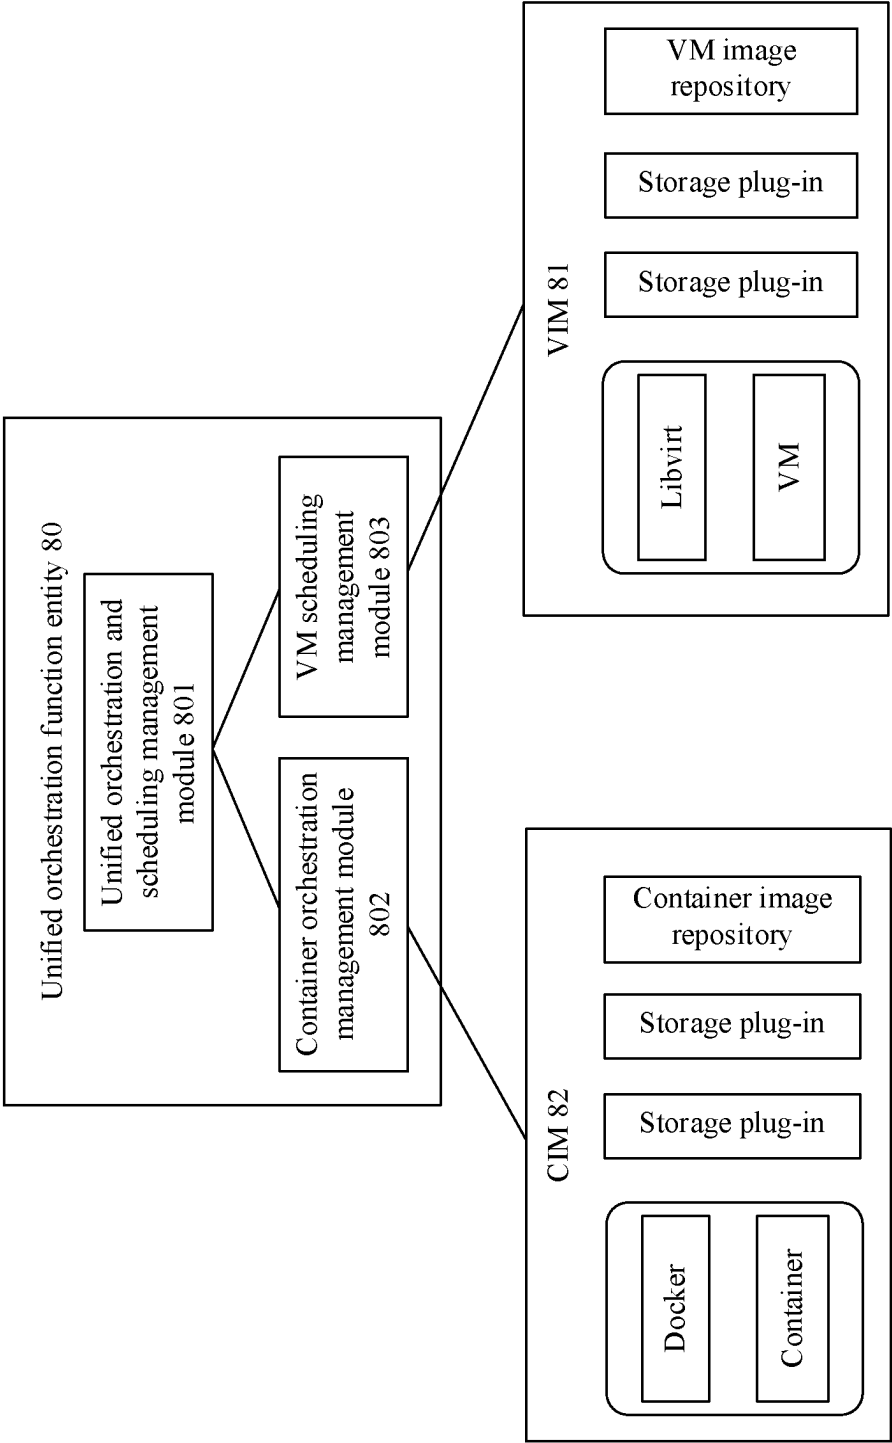 Unified orchestration function entity 80
Unified orchestration and
scheduling management
module 801
Container orchestration
management module
802
VM scheduling
management
module 803
CIM 82
Docker
Container
Storage plug-in
Storage plug-in
Container image
repository
VIM 81
Libvirt
VM
Storage plug-in
Storage plug-in
VM image
repository